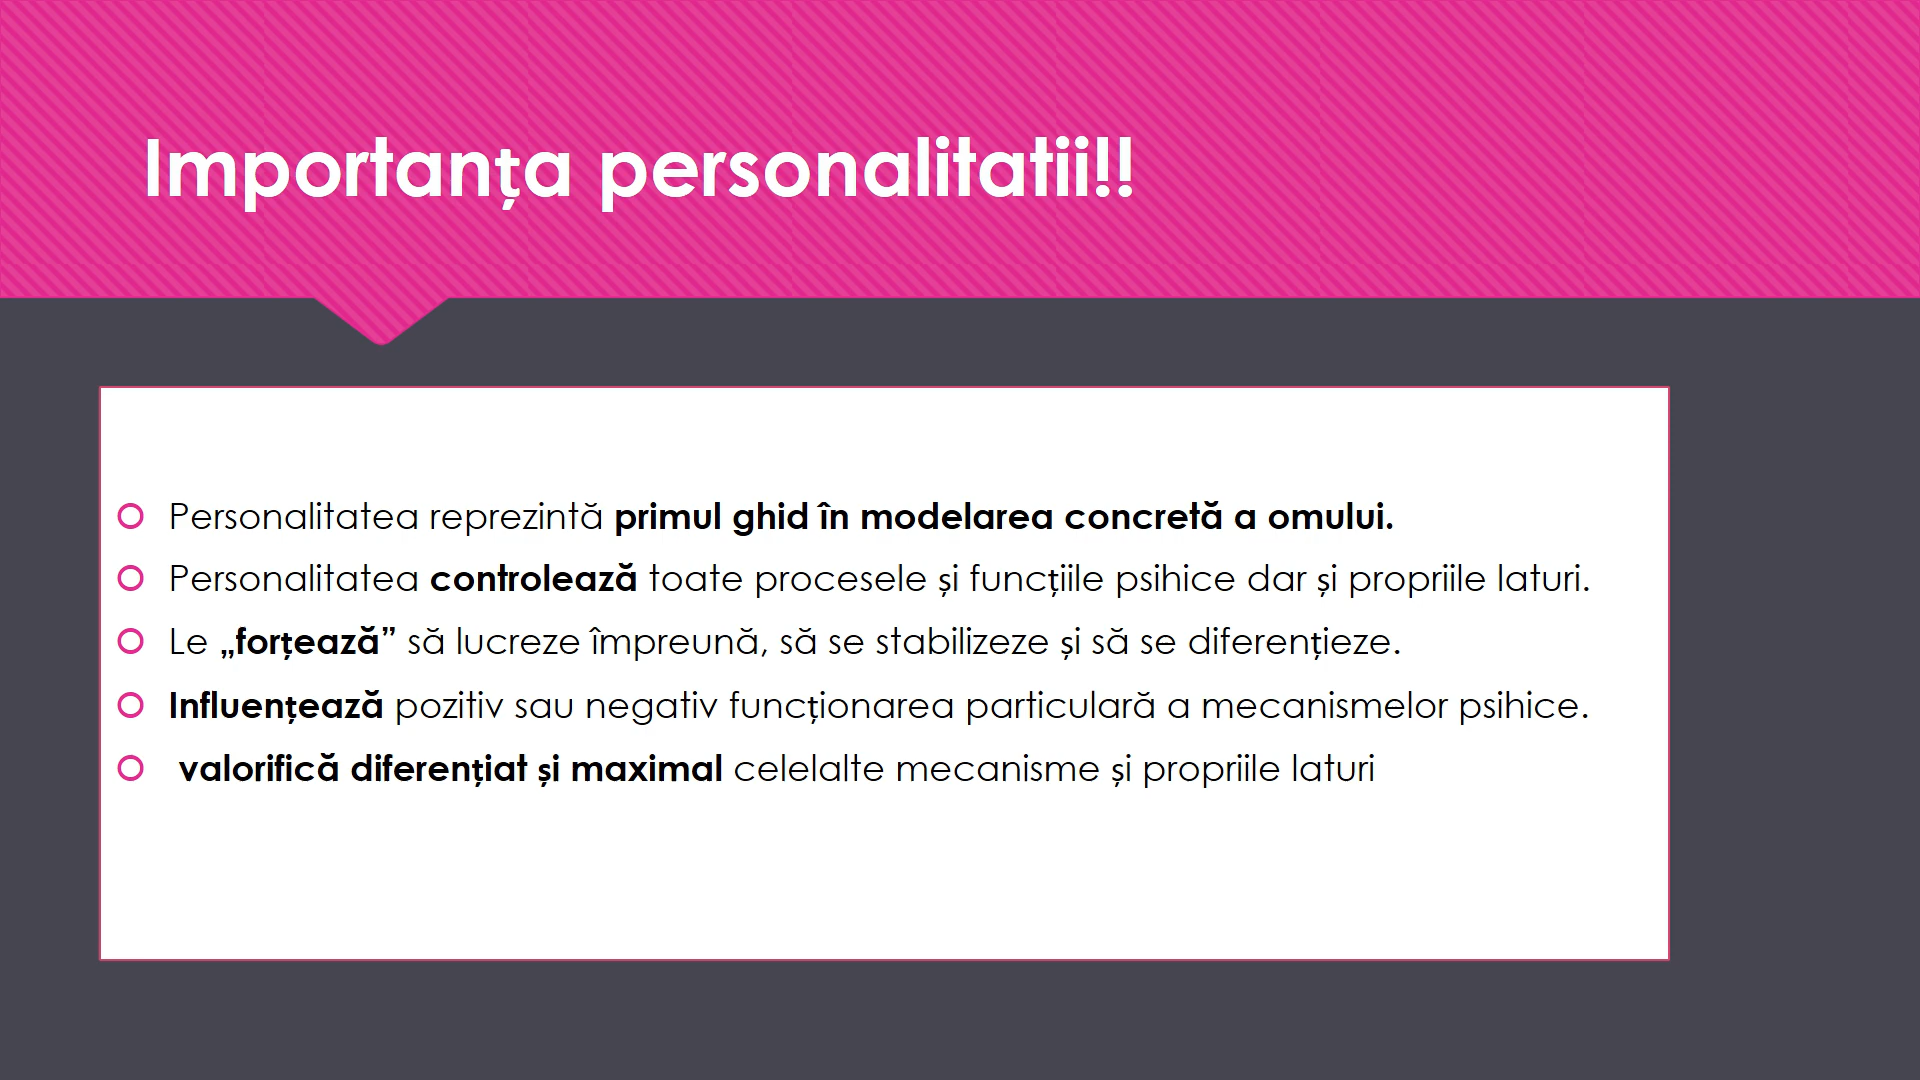 Importanța personalitatii!!
Personalitatea reprezintă primul ghid în modelarea concretă a omului.
Personalitatea controlează toate procesele și funcțiile psihice dar și propriile laturi.
Le „forțează” să lucreze împreună, să se stabilizeze și să se diferențieze.
Influențează pozitiv sau negativ funcționarea particulară a mecanismelor psihice.
valorifică diferențiat și maximal celelalte mecanisme și propriile laturi